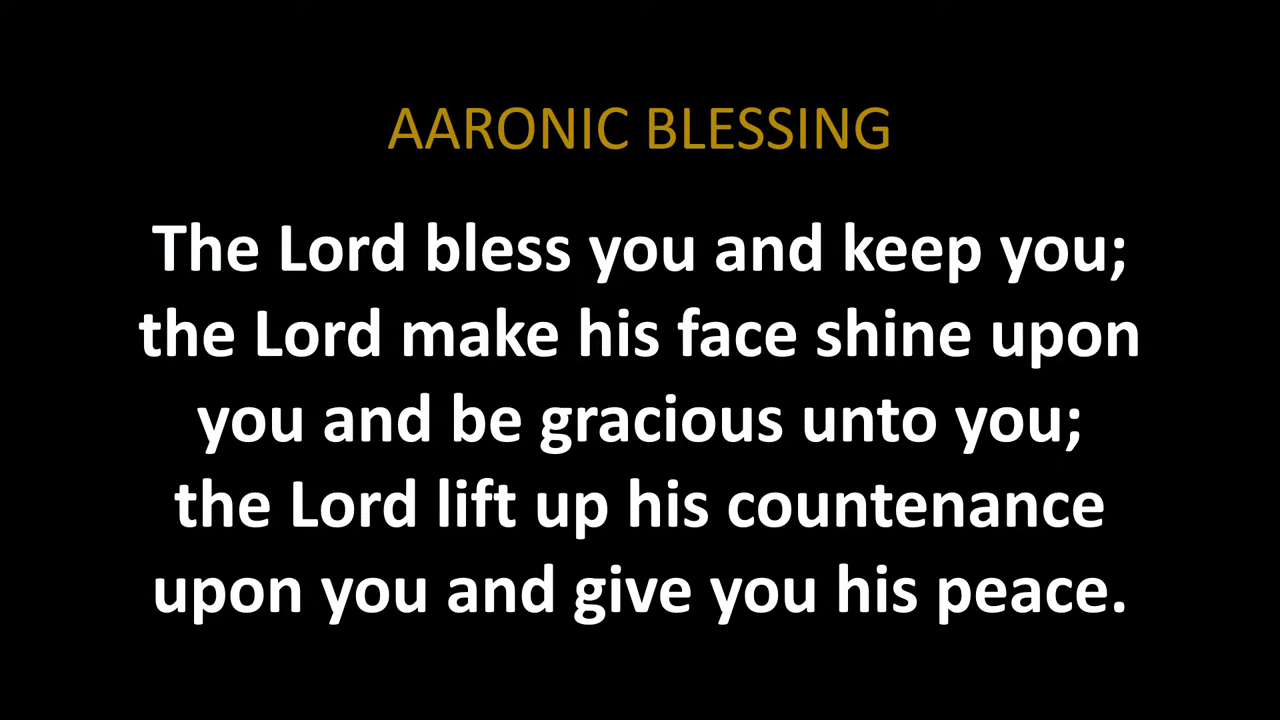 AARONIC BLESSING
The Lord bless you and keep you;
the Lord make his face shine upon
you and be gracious unto you;
the Lord lift up his countenance
upon you and give you his peace.